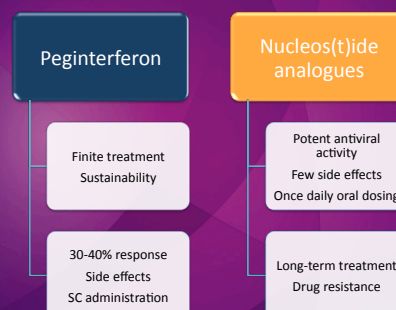 Peginterferon
Finite treatment
Sustainability
30-40% response
Side effects
SC administration
Nucleos(t)ide
analogues
Potent antiviral
activity
Few side effects
Once daily oral dosing
Long-term treatment
Drug resistance